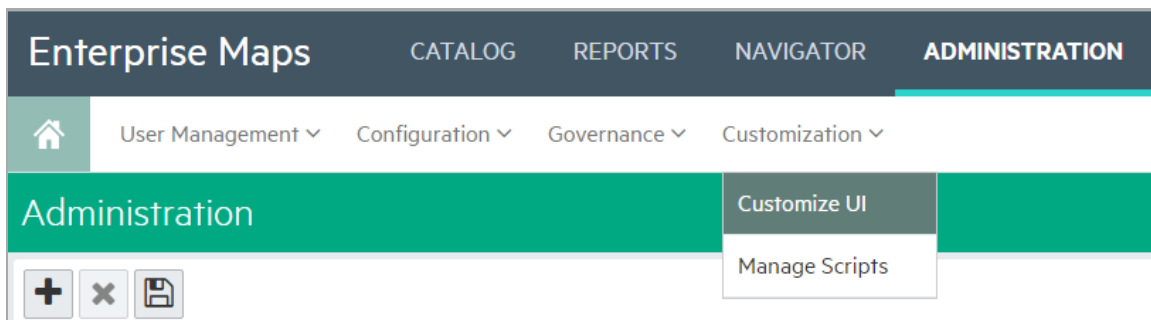 Enterprise Maps CATALOG REPORTS NAVIGATOR ADMINISTRATION
User Management Configuration Governance Customization
Administration
Customize UI
Manage Scripts